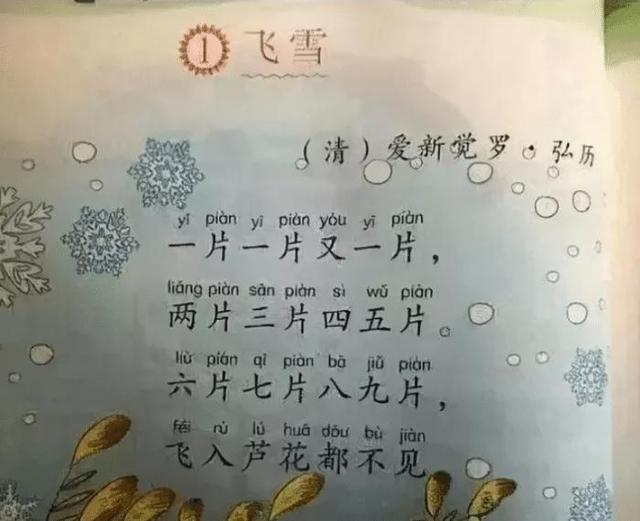 1 飞雪
（清）爱新觉罗·弘历
yī piàn yī piàn yòu yī piàn
一片一片又一片，
liǎng piàn sān piàn sì wǔ piàn
两片三片四五片。
liù piàn qī piàn bā jiǔ piàn
六片七片八九片，
fēi rù lú huā dōu bù jiàn
飞入芦花都不见